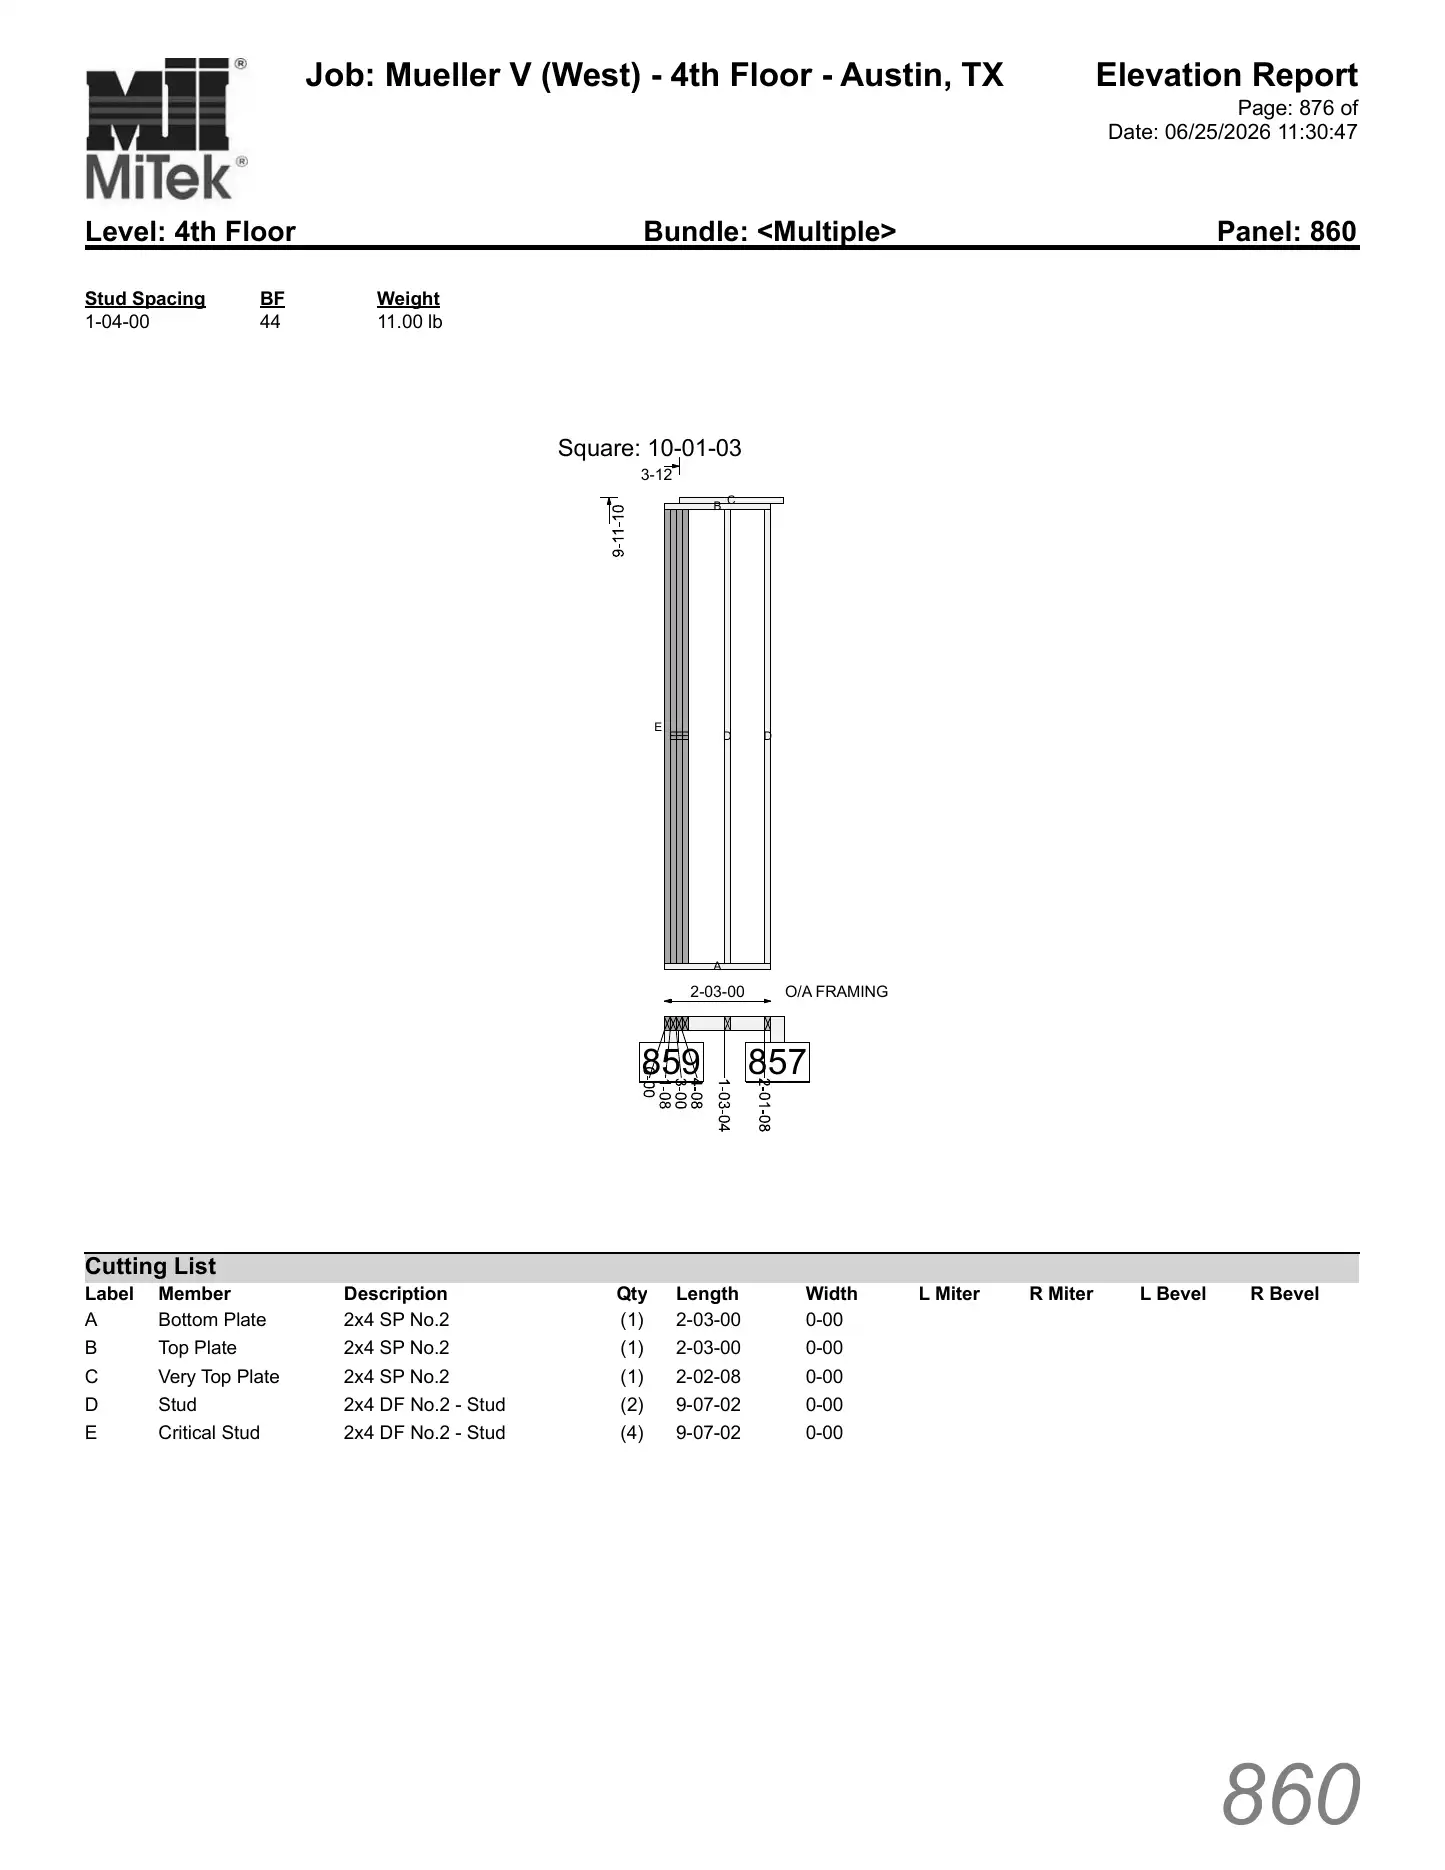 Job: Mueller V (West) - 4th Floor - Austin, TX
Elevation Report
Page: 876 of
Date: 06/25/2026 11:30:47
MiTek®
Level: 4th Floor Bundle: <Multiple> Panel: 860
Stud Spacing BF Weight
1-04-00 44 11.00 lb
Square: 10-01-03
3-12
9-11-10
C
B
E
D D
A
2-03-00 O/A FRAMING
859 857
1-08 3-00 4-08 1-03-04 2-01-08
Cutting List
Label Member Description Qty Length Width L Miter R Miter L Bevel R Bevel
A Bottom Plate 2x4 SP No.2 (1) 2-03-00 0-00
B Top Plate 2x4 SP No.2 (1) 2-03-00 0-00
C Very Top Plate 2x4 SP No.2 (1) 2-02-08 0-00
D Stud 2x4 DF No.2 - Stud (2) 9-07-02 0-00
E Critical Stud 2x4 DF No.2 - Stud (4) 9-07-02 0-00
860